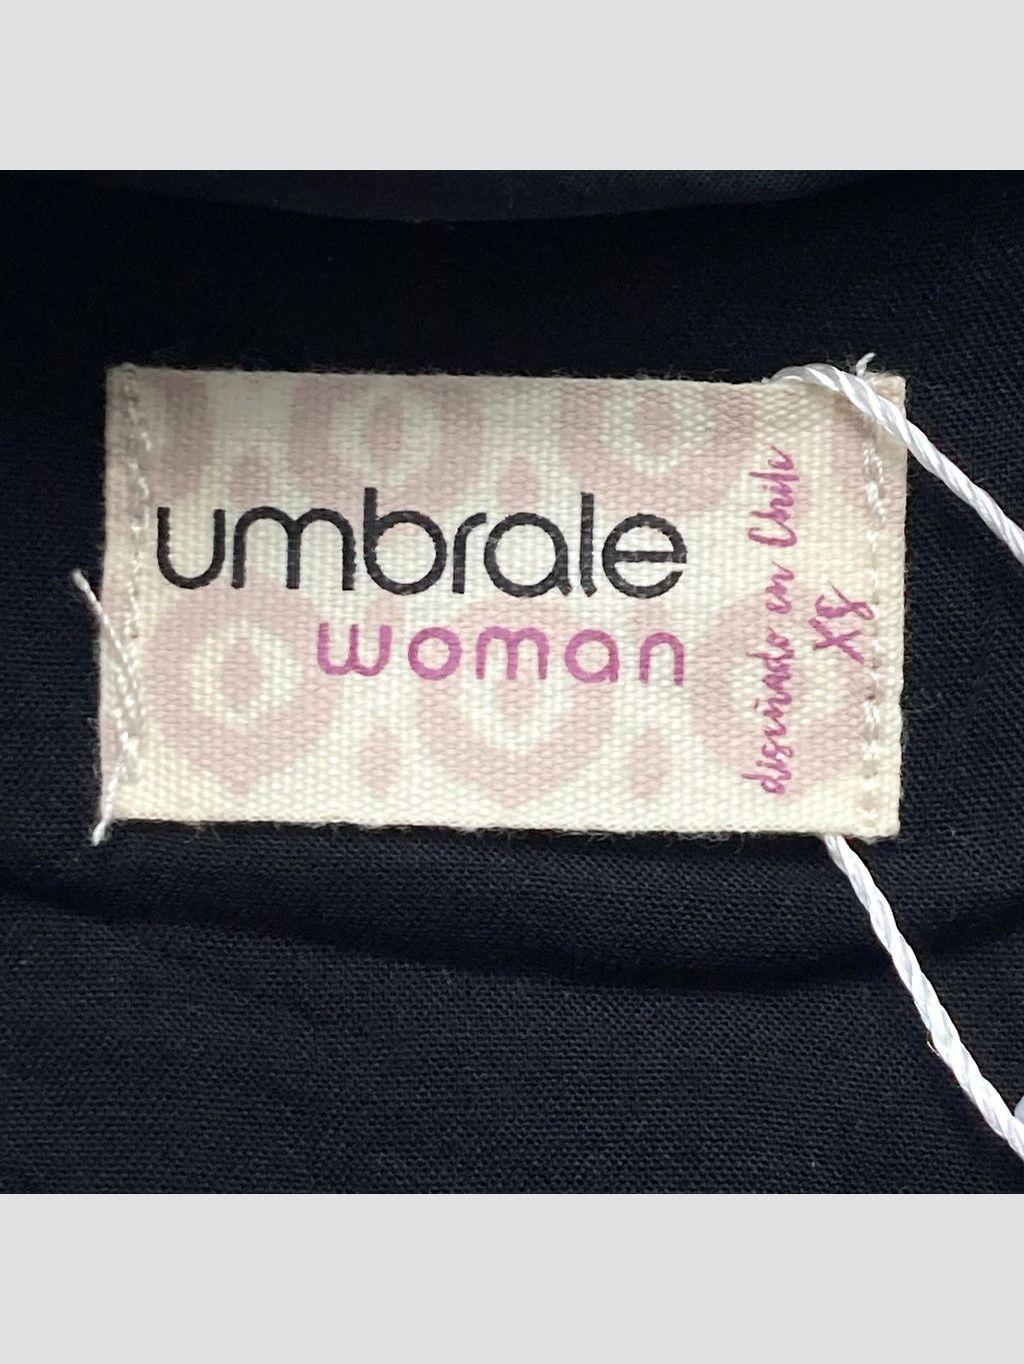 umbrale
woman
diseñado en Chile
XS